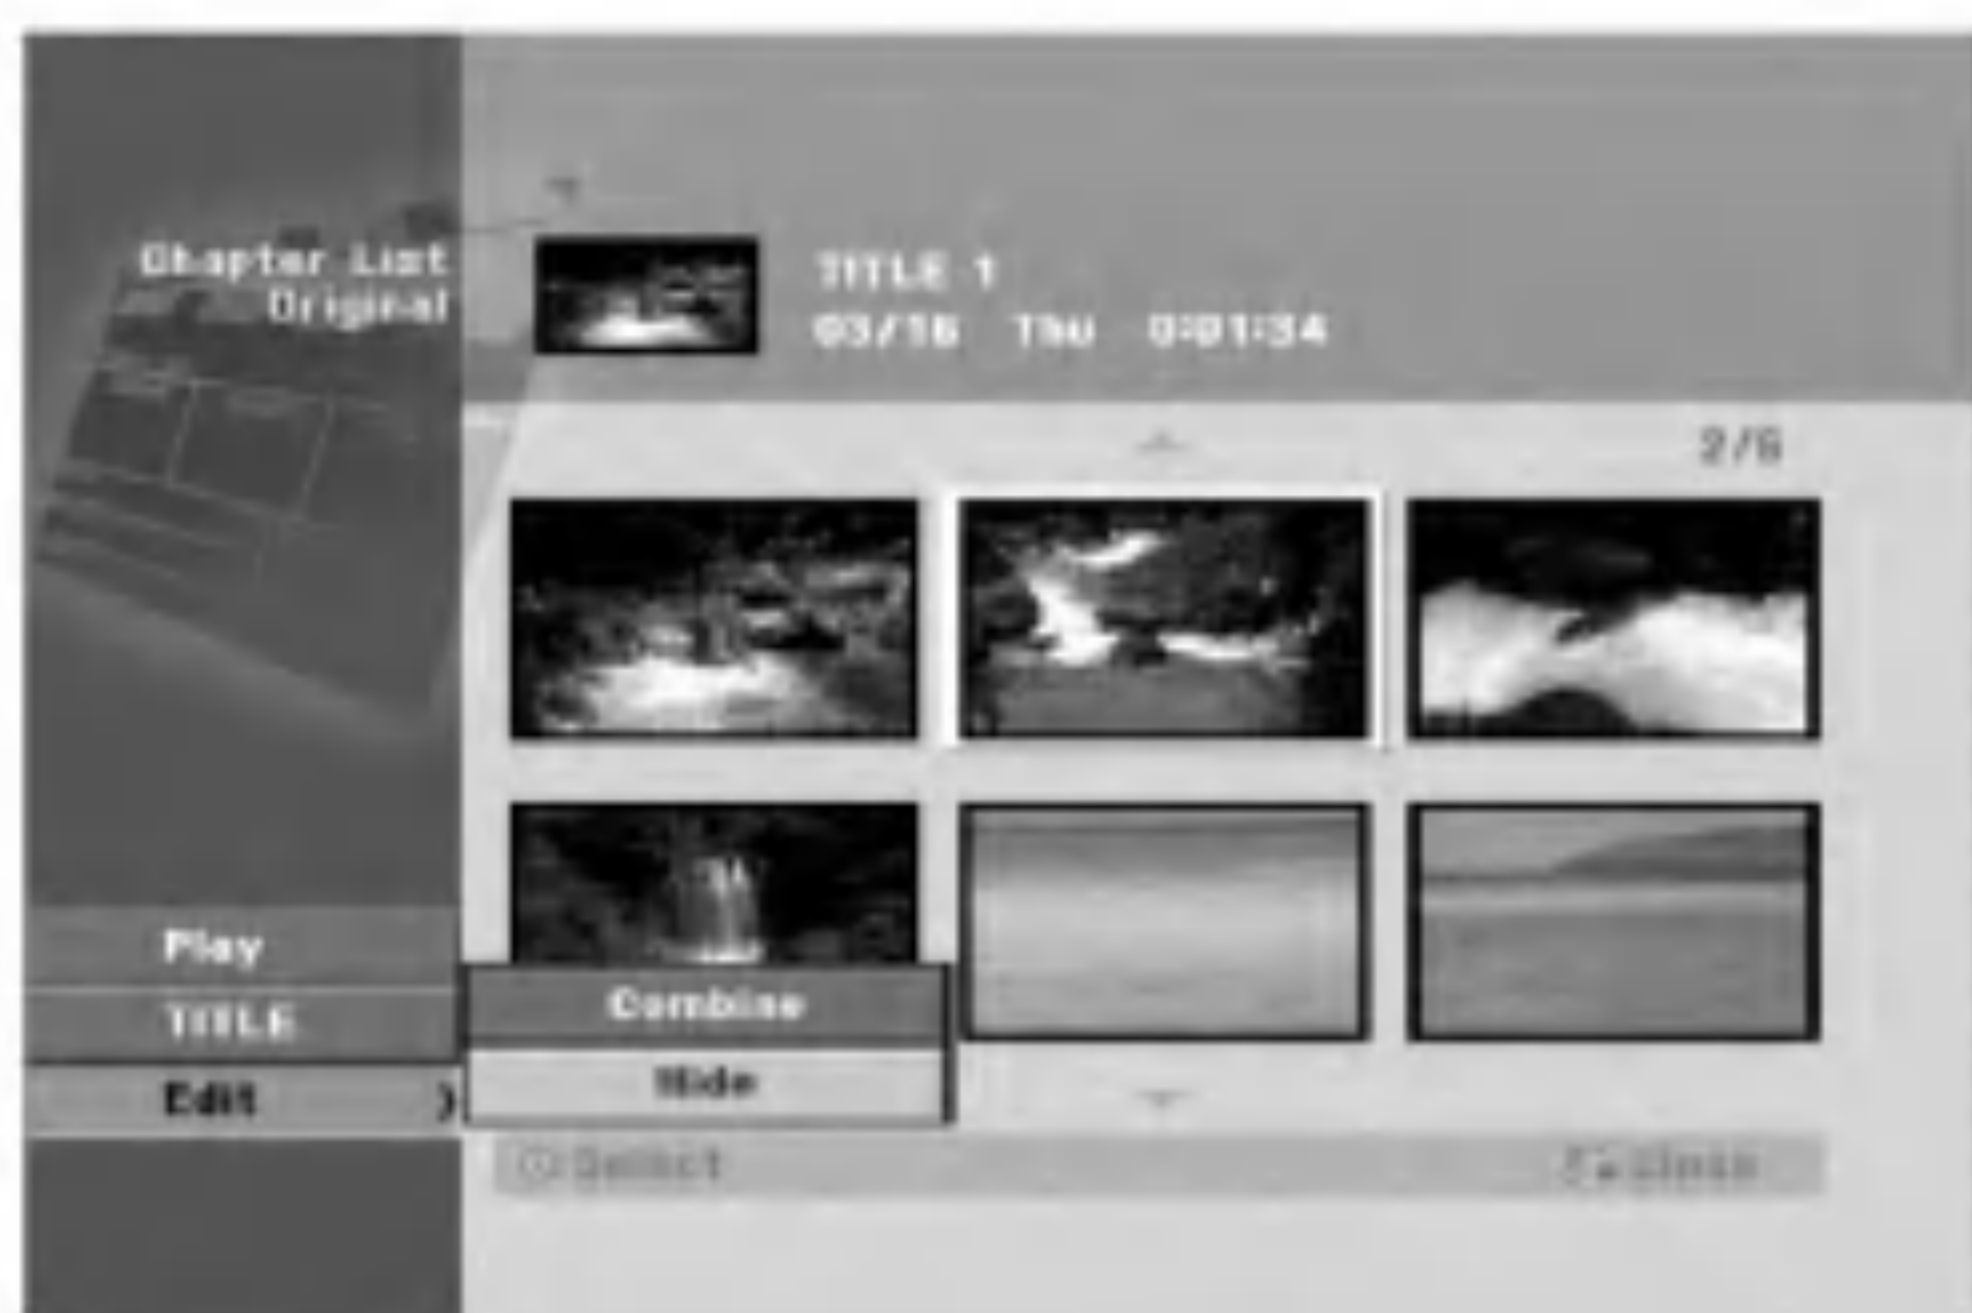 Chapter List
Original
TITLE 1
03/16 Thu 0:01:34
2/6
Play
TITLE
Combine
Edit
Hide
Select
Close